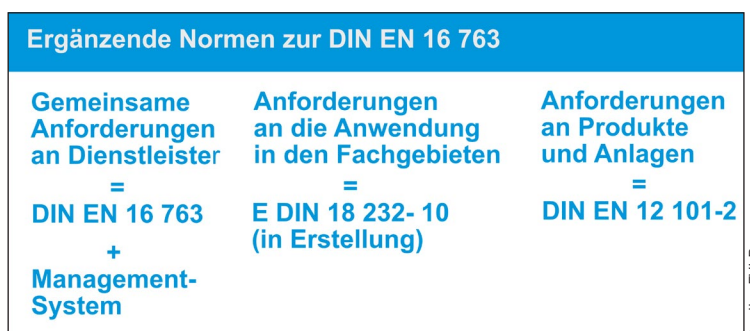 Ergänzende Normen zur DIN EN 16 763
Gemeinsame
Anforderungen
an Dienstleister
=
DIN EN 16 763
+
Management-
System
Anforderungen
an die Anwendung
in den Fachgebieten
=
E DIN 18 232- 10
(in Erstellung)
Anforderungen
an Produkte
und Anlagen
=
DIN EN 12 101-2